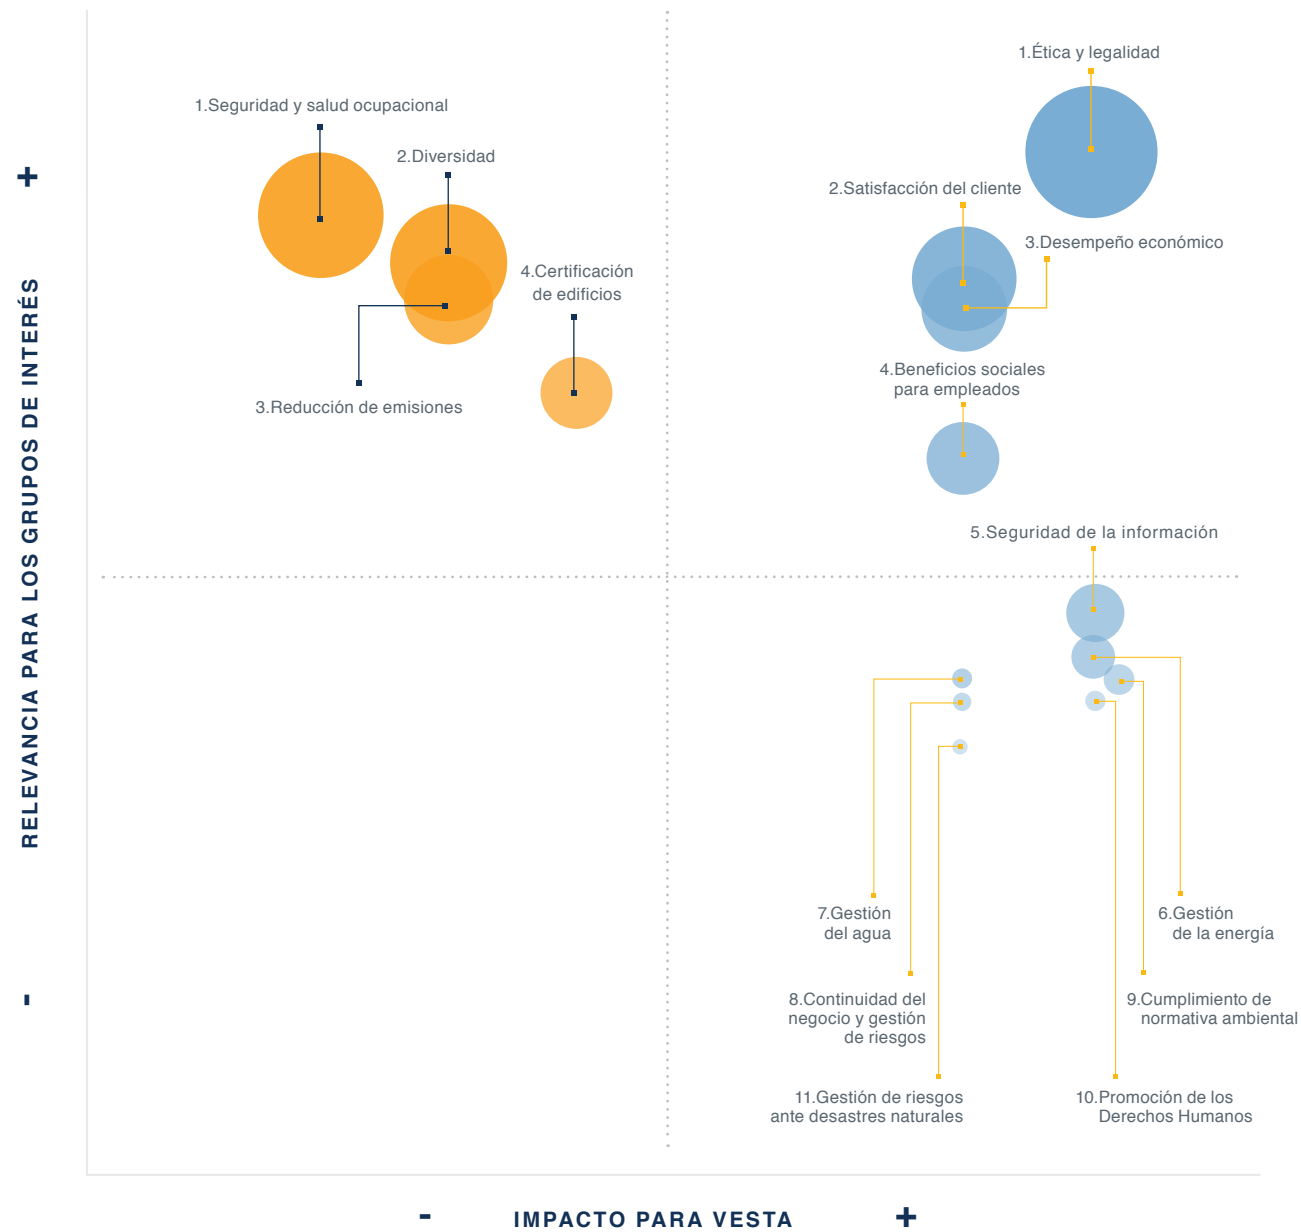 1.Ética y legalidad
1.Seguridad y salud ocupacional
2.Diversidad
2.Satisfacción del cliente
3.Desempeño económico
4.Certificación
de edificios
3.Reducción de emisiones
4.Beneficios sociales
para empleados
5.Seguridad de la información
+
RELEVANCIA PARA LOS GRUPOS DE INTERÉS
-
7.Gestión
del agua
6.Gestión
de la energía
8.Continuidad del
negocio y gestión
de riesgos
9.Cumplimiento de
normativa ambiental
11.Gestión de riesgos
ante desastres naturales
10.Promoción de los
Derechos Humanos
- IMPACTO PARA VESTA +